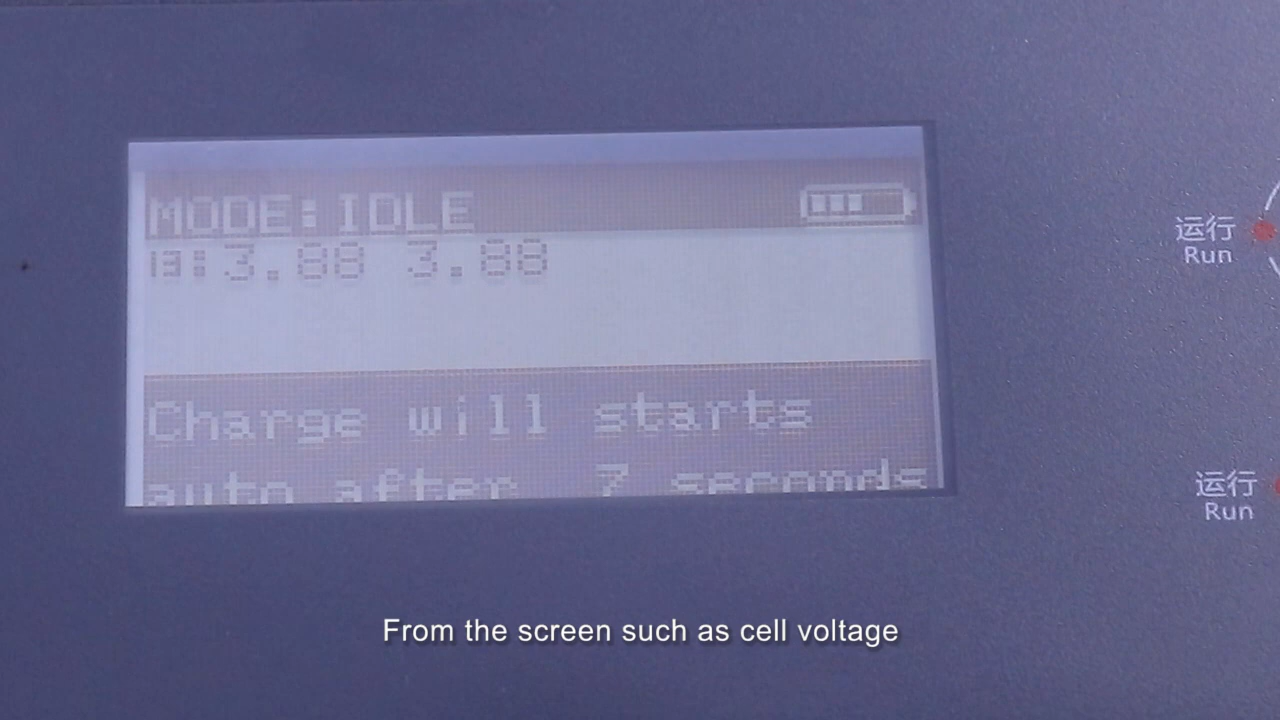 MODE:IDLE
13:3.88 3.88
Charge will starts
auto after 7 seconds
运行
Run
运行
Run
From the screen such as cell voltage